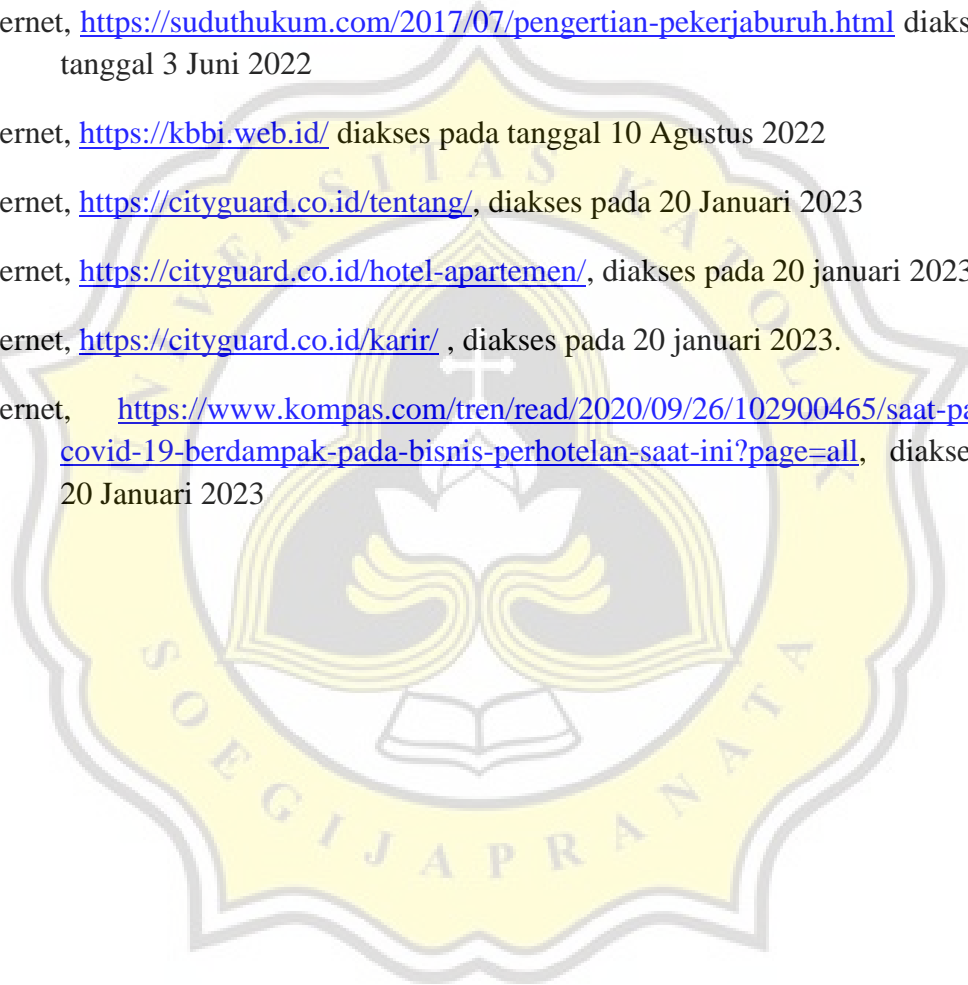 ernet, https://suduthukum.com/2017/07/pengertian-pekerjaburuh.html diaks
tanggal 3 Juni 2022
ernet, https://kbbi.web.id/ diakses pada tanggal 10 Agustus 2022
ernet, https://cityguard.co.id/tentang/, diakses pada 20 Januari 2023
ernet, https://cityguard.co.id/hotel-apartemen/, diakses pada 20 januari 2023
ernet, https://cityguard.co.id/karir/ , diakses pada 20 januari 2023.
ernet, https://www.kompas.com/tren/read/2020/09/26/102900465/saat-pa
covid-19-berdampak-pada-bisnis-perhotelan-saat-ini?page=all, diakse
20 Januari 2023
UNIVERSITAS KATOLIK
SOEGIJAPRANATA